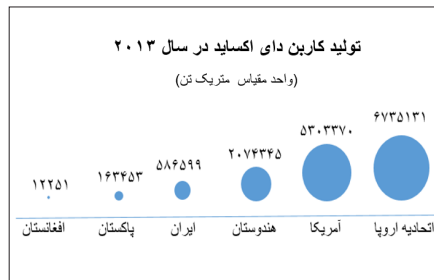 تولید کاربن دای اکساید در سال ۲۰۱۳
(واحد مقیاس متریک تن)
۶۷۳۵۱۳۱
۵۳۰۳۳۷۰
۲۰۷۴۳۴۵
۵۸۶۵۹۹
۱۶۳۴۵۳
۱۲۲۵۱
افغانستان پاکستان ایران هندوستان آمریکا اتحادیه اروپا